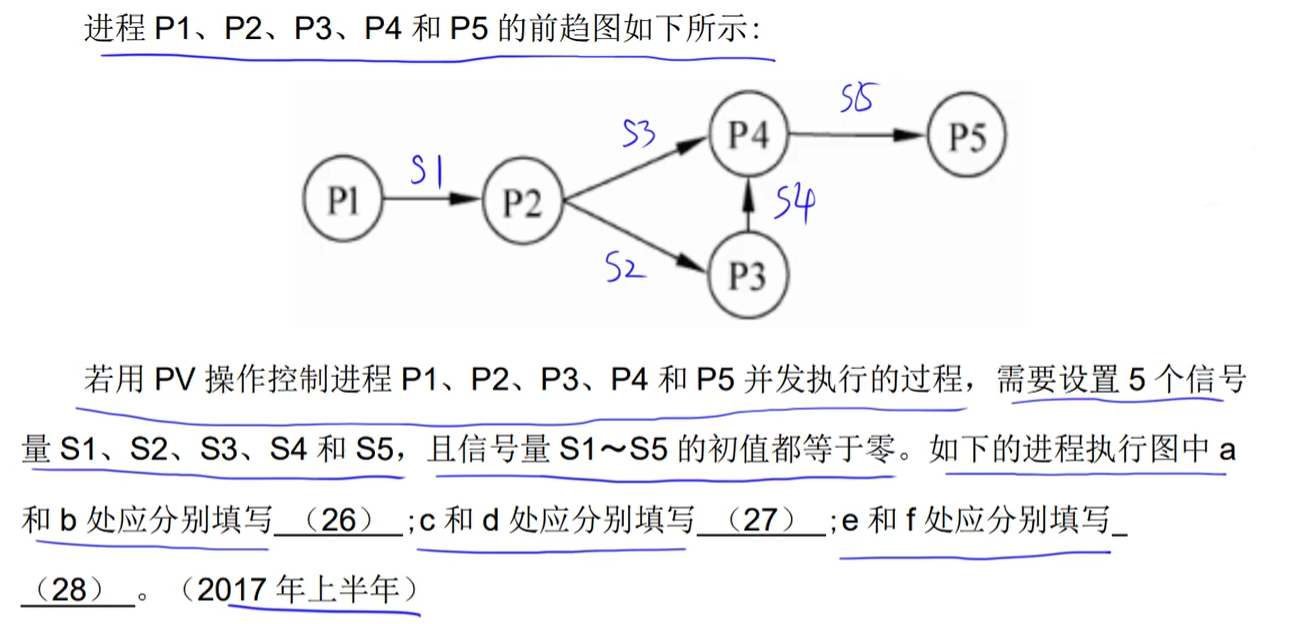 进程 P1、P2、P3、P4 和 P5 的前趋图如下所示:
S5
S3 P4 P5
S1
P1 P2 S4
S2 P3
若用 PV 操作控制进程 P1、P2、P3、P4 和 P5 并发执行的过程，需要设置 5 个信号
量 S1、S2、S3、S4 和 S5，且信号量 S1～S5 的初值都等于零。如下的进程执行图中 a
和 b 处应分别填写__（26）__;c 和 d 处应分别填写__（27）__;e 和 f 处应分别填写_
_（28）__。（2017 年上半年）